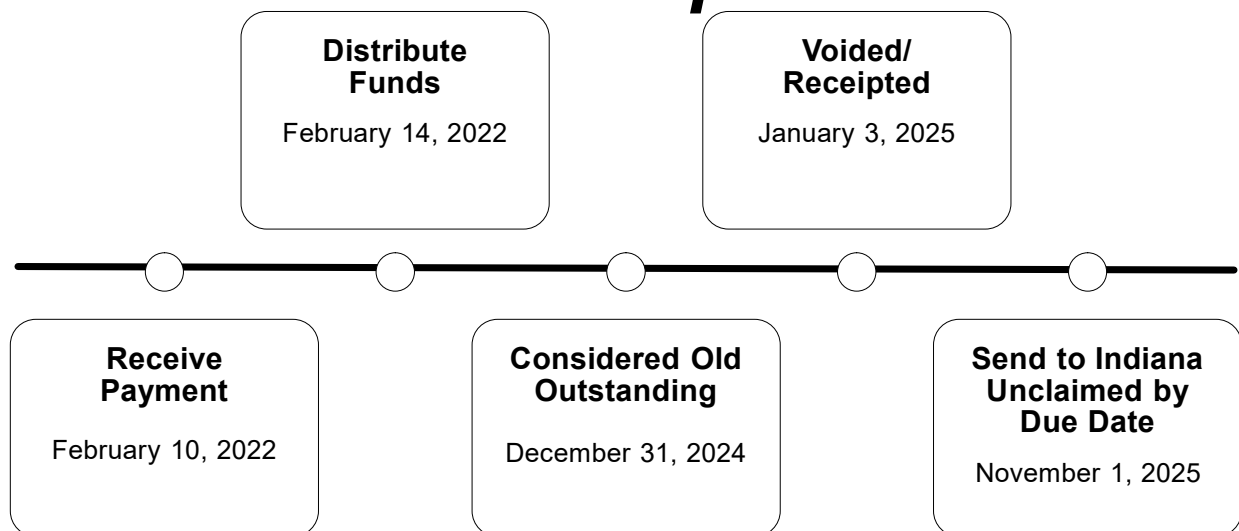 Distribute
Funds
February 14, 2022
Voided/
Receipted
January 3, 2025
Receive
Payment
February 10, 2022
Considered Old
Outstanding
December 31, 2024
Send to Indiana
Unclaimed by
Due Date
November 1, 2025